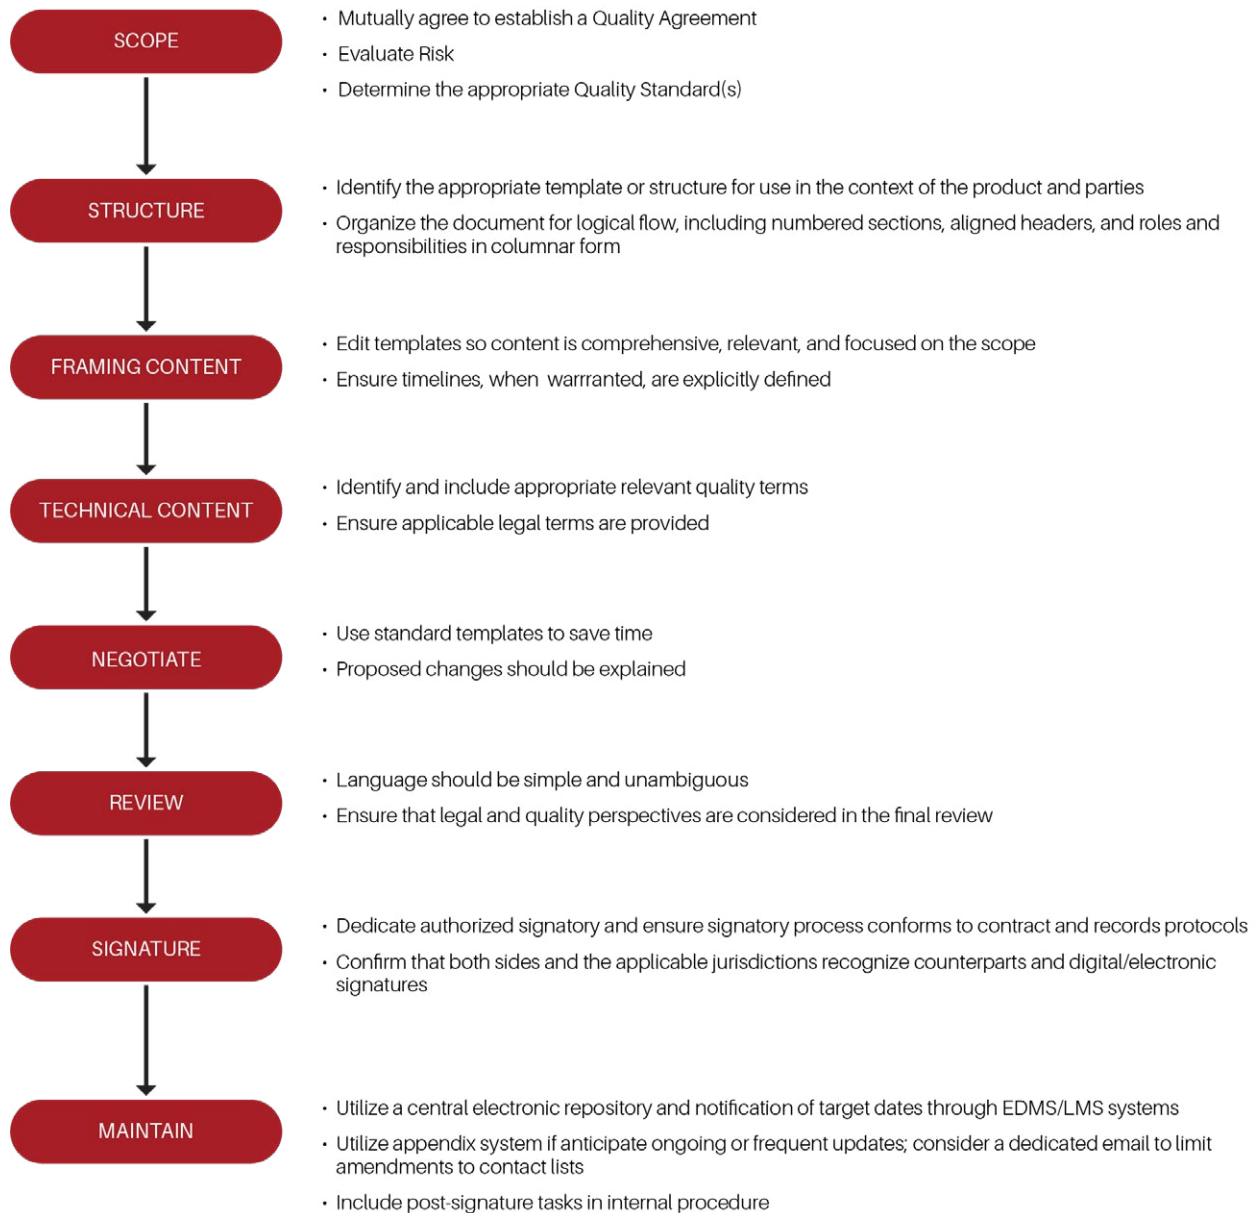 SCOPE
• Mutually agree to establish a Quality Agreement
• Evaluate Risk
• Determine the appropriate Quality Standard(s)
STRUCTURE
• Identify the appropriate template or structure for use in the context of the product and parties
• Organize the document for logical flow, including numbered sections, aligned headers, and roles and
responsibilities in columnar form
FRAMING CONTENT
• Edit templates so content is comprehensive, relevant, and focused on the scope
• Ensure timelines, when warrranted, are explicitly defined
TECHNICAL CONTENT
• Identify and include appropriate relevant quality terms
• Ensure applicable legal terms are provided
NEGOTIATE
• Use standard templates to save time
• Proposed changes should be explained
REVIEW
• Language should be simple and unambiguous
• Ensure that legal and quality perspectives are considered in the final review
SIGNATURE
• Dedicate authorized signatory and ensure signatory process conforms to contract and records protocols
• Confirm that both sides and the applicable jurisdictions recognize counterparts and digital/electronic
signatures
MAINTAIN
• Utilize a central electronic repository and notification of target dates through EDMS/LMS systems
• Utilize appendix system if anticipate ongoing or frequent updates; consider a dedicated email to limit
amendments to contact lists
• Include post-signature tasks in internal procedure